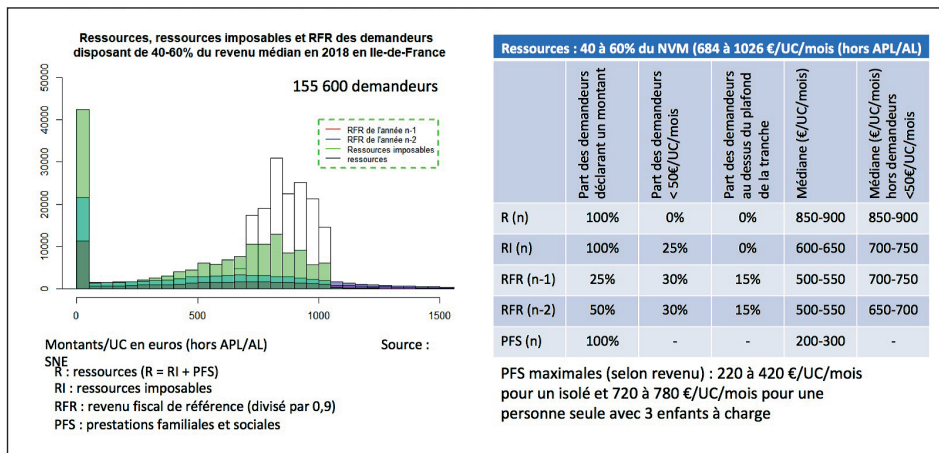 Ressources, ressources imposables et RFR des demandeurs
disposant de 40-60% du revenu médian en 2018 en Ile-de-France
155 600 demandeurs
RFR de l'année n-1
RFR de l'année n-2
Ressources imposables
ressources
50000
40000
30000
20000
10000
0
0 500 1000 1500
Montants/UC en euros (hors APL/AL) Source :
SNE
R : ressources (R = RI + PFS)
RI : ressources imposables
RFR : revenu fiscal de référence (divisé par 0,9)
PFS : prestations familiales et sociales
Ressources : 40 à 60% du NVM (684 à 1026 €/UC/mois (hors APL/AL)
Part des demandeurs
déclarant un montant
Part des demandeurs
< 50€/UC/mois
Part des demandeurs
au dessus du plafond
de la tranche
Médiane (€/UC/mois)
Médiane (€/UC/mois)
hors demandeurs
<50€/UC/mois
R (n) 100% 0% 0% 850-900 850-900
RI (n) 100% 25% 0% 600-650 700-750
RFR (n-1) 25% 30% 15% 500-550 700-750
RFR (n-2) 50% 30% 15% 500-550 650-700
PFS (n) 100% - - 200-300 -
PFS maximales (selon revenu) : 220 à 420 €/UC/mois
pour un isolé et 720 à 780 €/UC/mois pour une
personne seule avec 3 enfants à charge